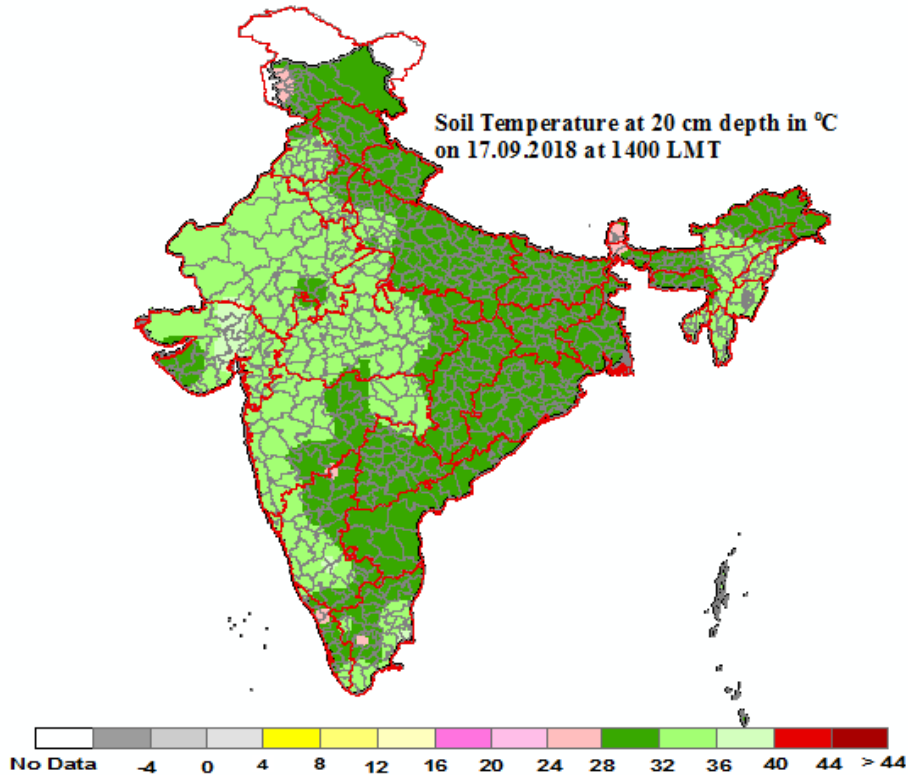 Soil Temperature at 20 cm depth in ⁰C
on 17.09.2018 at 1400 LMT
No Data -4 0 4 8 12 16 20 24 28 32 36 40 44 > 44